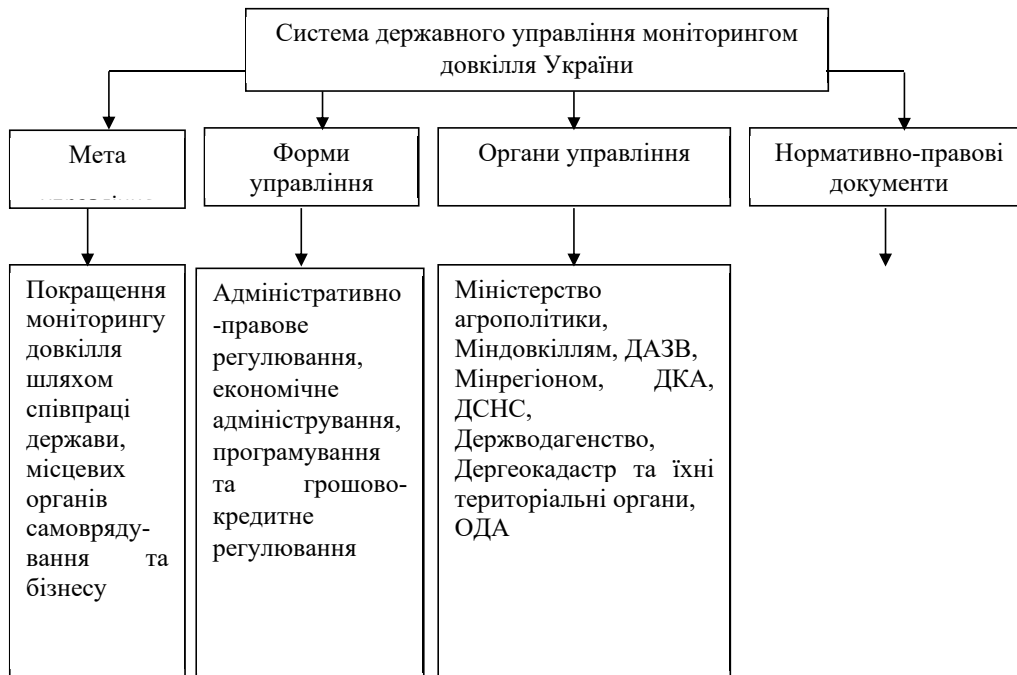 Система державного управління моніторингом
довкілля України
Мета
Форми
управління
Органи управління
Нормативно-правові
документи
Покращення
моніторингу
довкілля
шляхом
співпраці
держави,
місцевих
органів
самовряду-
вання та
бізнесу
Адміністративно
-правове
регулювання,
економічне
адміністрування,
програмування
та грошово-
кредитне
регулювання
Міністерство
агрополітики,
Міндовкіллям, ДАЗВ,
Мінрегіоном, ДКА,
ДСНС,
Держводагенство,
Дергеокадастр та їхні
територіальні органи,
ОДА